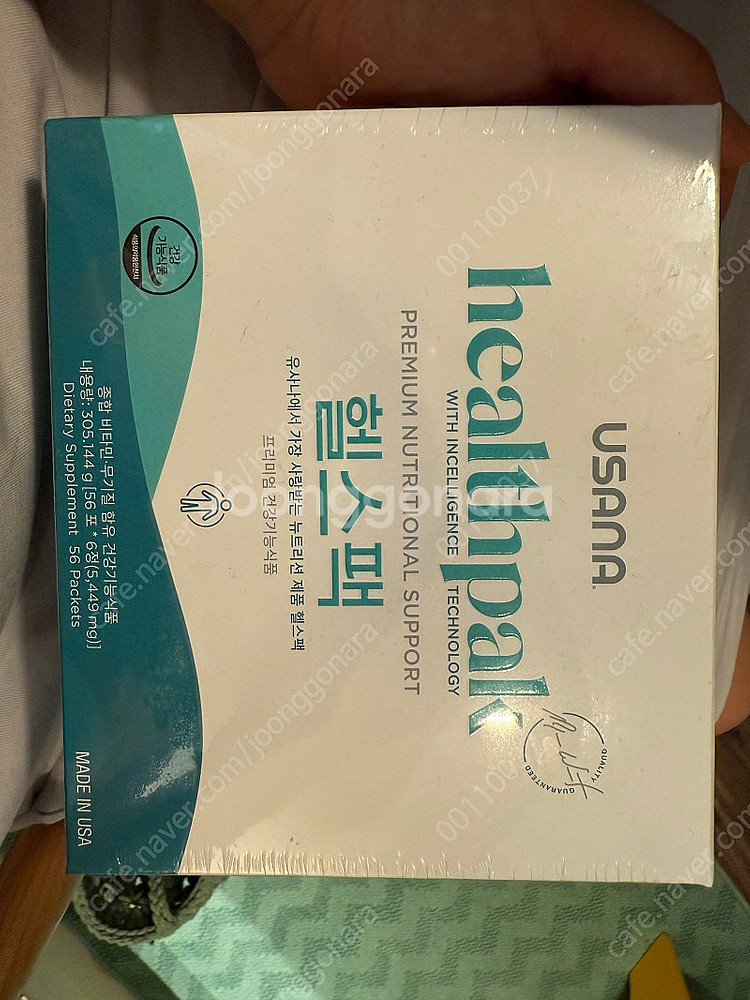 USANA
healthpak
WITH INCELLIGENCE TECHNOLOGY
PREMIUM NUTRITIONAL SUPPORT
헬스팩
유사나에서 가장 사랑받는 뉴트리션 제품 헬스팩
프리미엄 건강기능식품
QUALITY
GUARANTEED
건강
기능식품
식품의약품안전처
종합 비타민·무기질 함유 건강기능식품
내용량: 305.144 g [56 포 * 6정(5,449mg)]
Dietary Supplement 56 Packets
MADE IN USA
joonggonara
cafe.naver.com/joonggonara
00110037